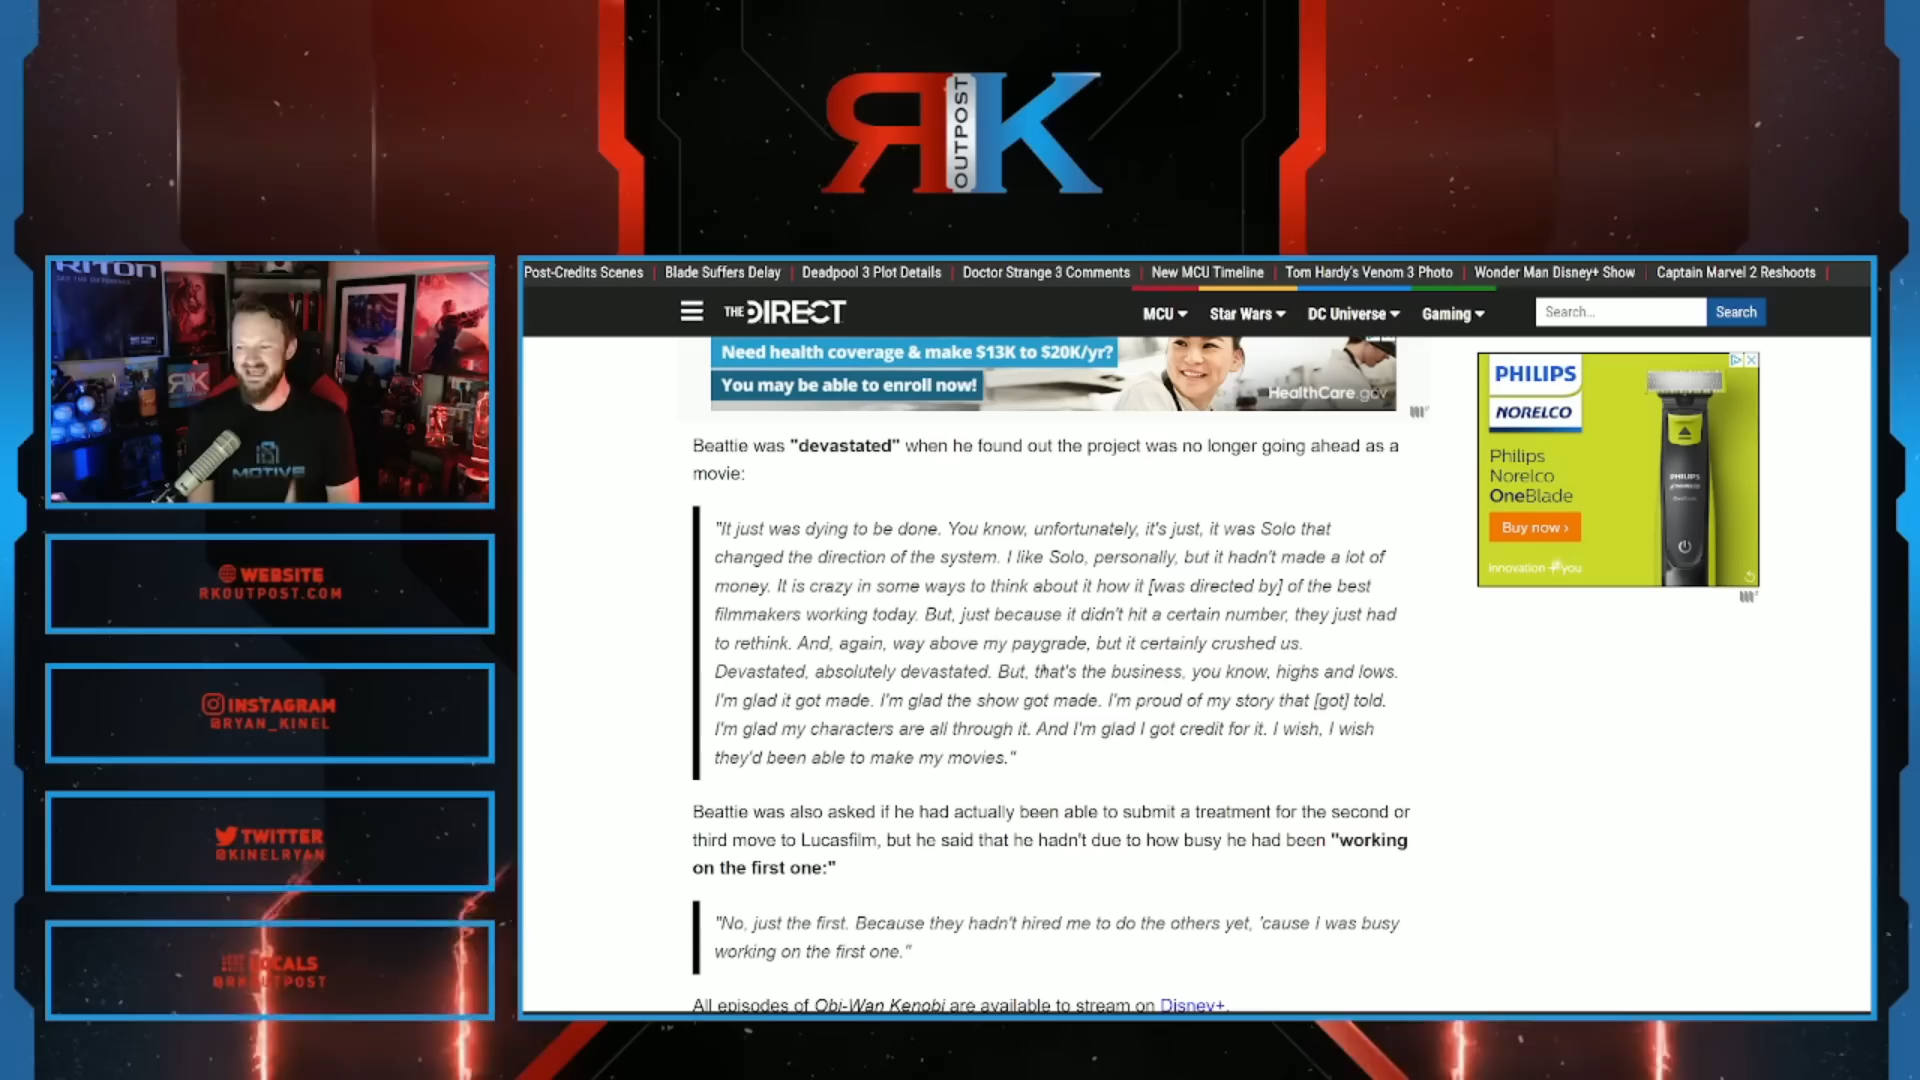 RK
OUTPOST
RITON
RK
MOTIVE
WEBSITE
RKOUTPOST.COM
INSTAGRAM
@RYAN_KINEL
TWITTER
@KINELRYAN
LOCALS
@RKOUTPOST
Post-Credits Scenes | Blade Suffers Delay | Deadpool 3 Plot Details | Doctor Strange 3 Comments | New MCU Timeline | Tom Hardy's Venom 3 Photo | Wonder Man Disney+ Show | Captain Marvel 2 Reshoots |
THE DIRECT MCU Star Wars DC Universe Gaming Search... Search
Need health coverage & make $13K to $20K/yr?
You may be able to enroll now!
HealthCare.gov
Beattie was "devastated" when he found out the project was no longer going ahead as a
movie:
"It just was dying to be done. You know, unfortunately, it's just, it was Solo that
changed the direction of the system. I like Solo, personally, but it hadn't made a lot of
money. It is crazy in some ways to think about it how it [was directed by] of the best
filmmakers working today. But, just because it didn't hit a certain number, they just had
to rethink. And, again, way above my paygrade, but it certainly crushed us.
Devastated, absolutely devastated. But, that's the business, you know, highs and lows.
I'm glad it got made. I'm glad the show got made. I'm proud of my story that [got] told.
I'm glad my characters are all through it. And I'm glad I got credit for it. I wish, I wish
they'd been able to make my movies."
Beattie was also asked if he had actually been able to submit a treatment for the second or
third move to Lucasfilm, but he said that he hadn't due to how busy he had been "working
on the first one:"
"No, just the first. Because they hadn't hired me to do the others yet, 'cause I was busy
working on the first one."
All episodes of Obi-Wan Kenobi are available to stream on Disney+.
PHILIPS
NORELCO
Philips
Norelco
OneBlade
Buy now ›
innovation + you
PHILIPS